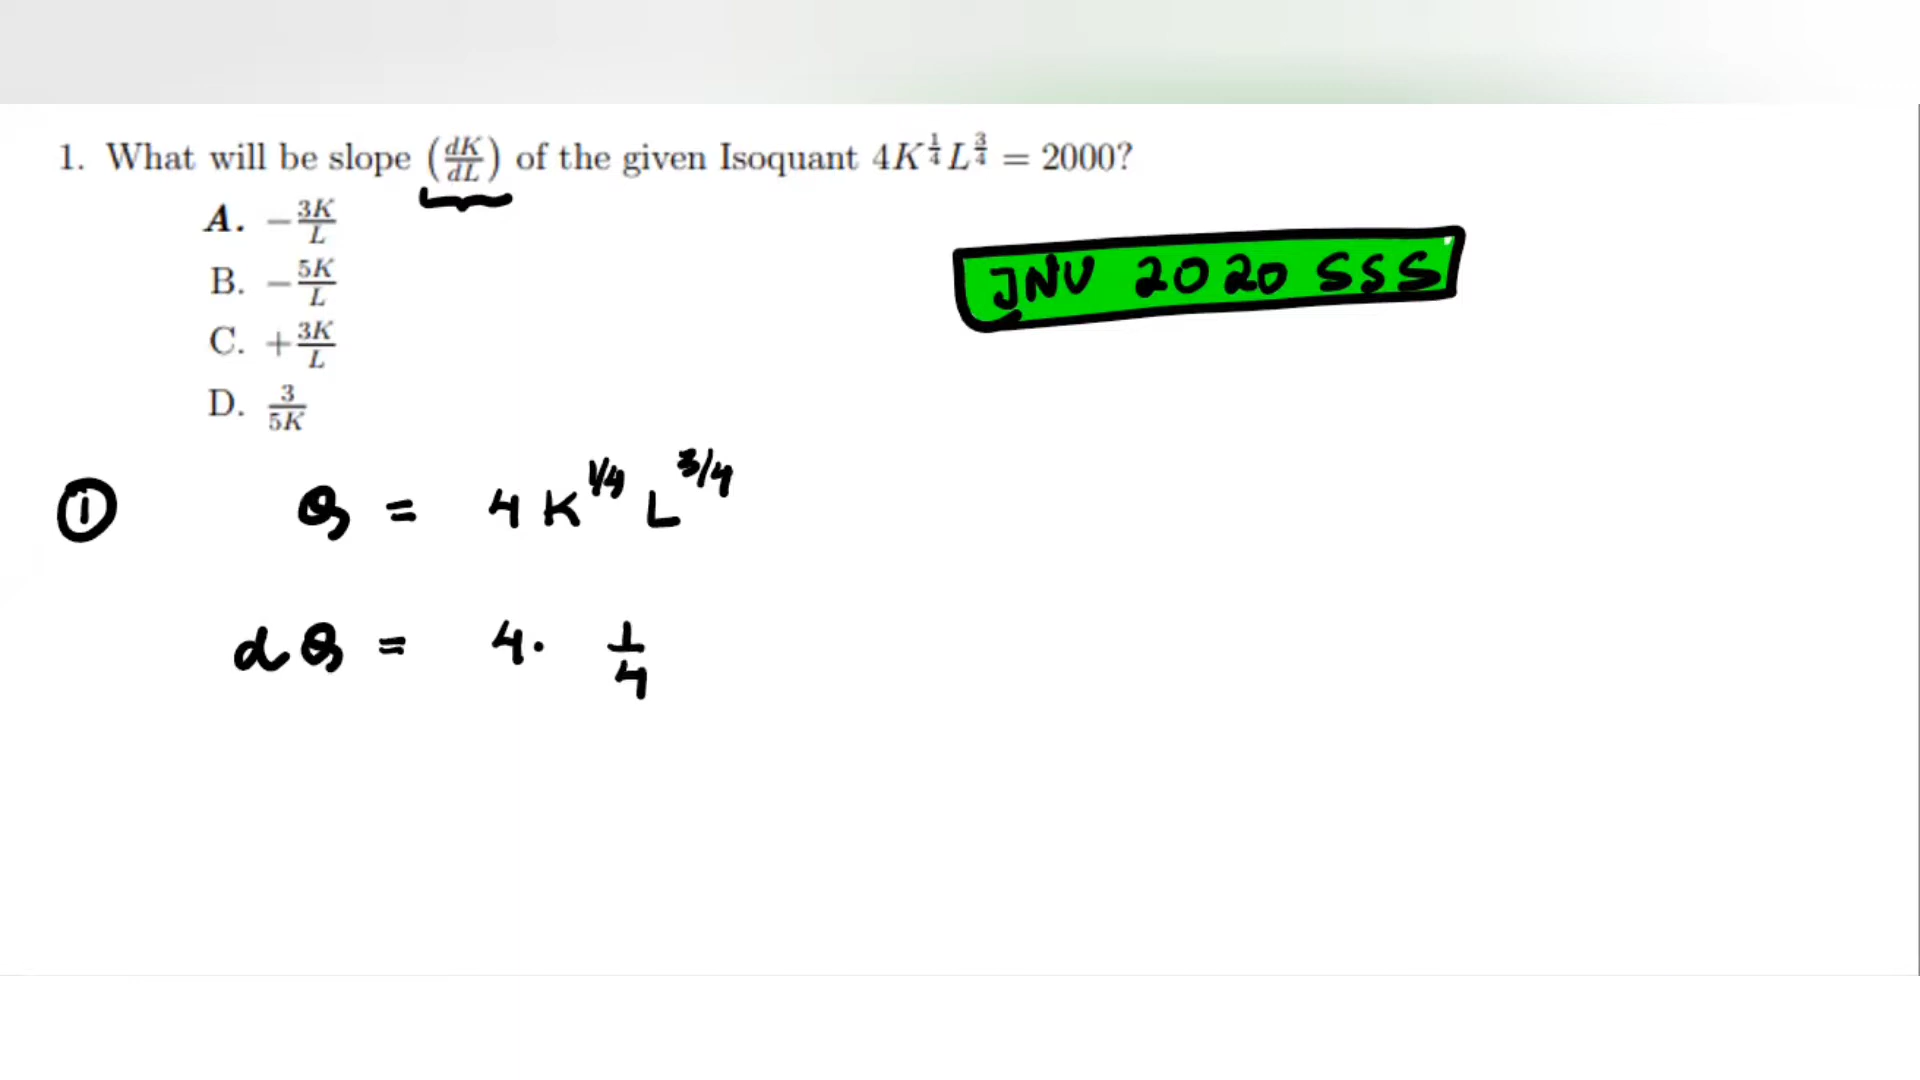 1. What will be slope (dK/dL) of the given Isoquant 4K^{1/4}L^{3/4} = 2000?
A. −3K/L
B. −5K/L
C. +3K/L
D. 3/5K
JNU 2020 SSS
① Q = 4 K^{1/4} L^{3/4}
dQ = 4. 1/4